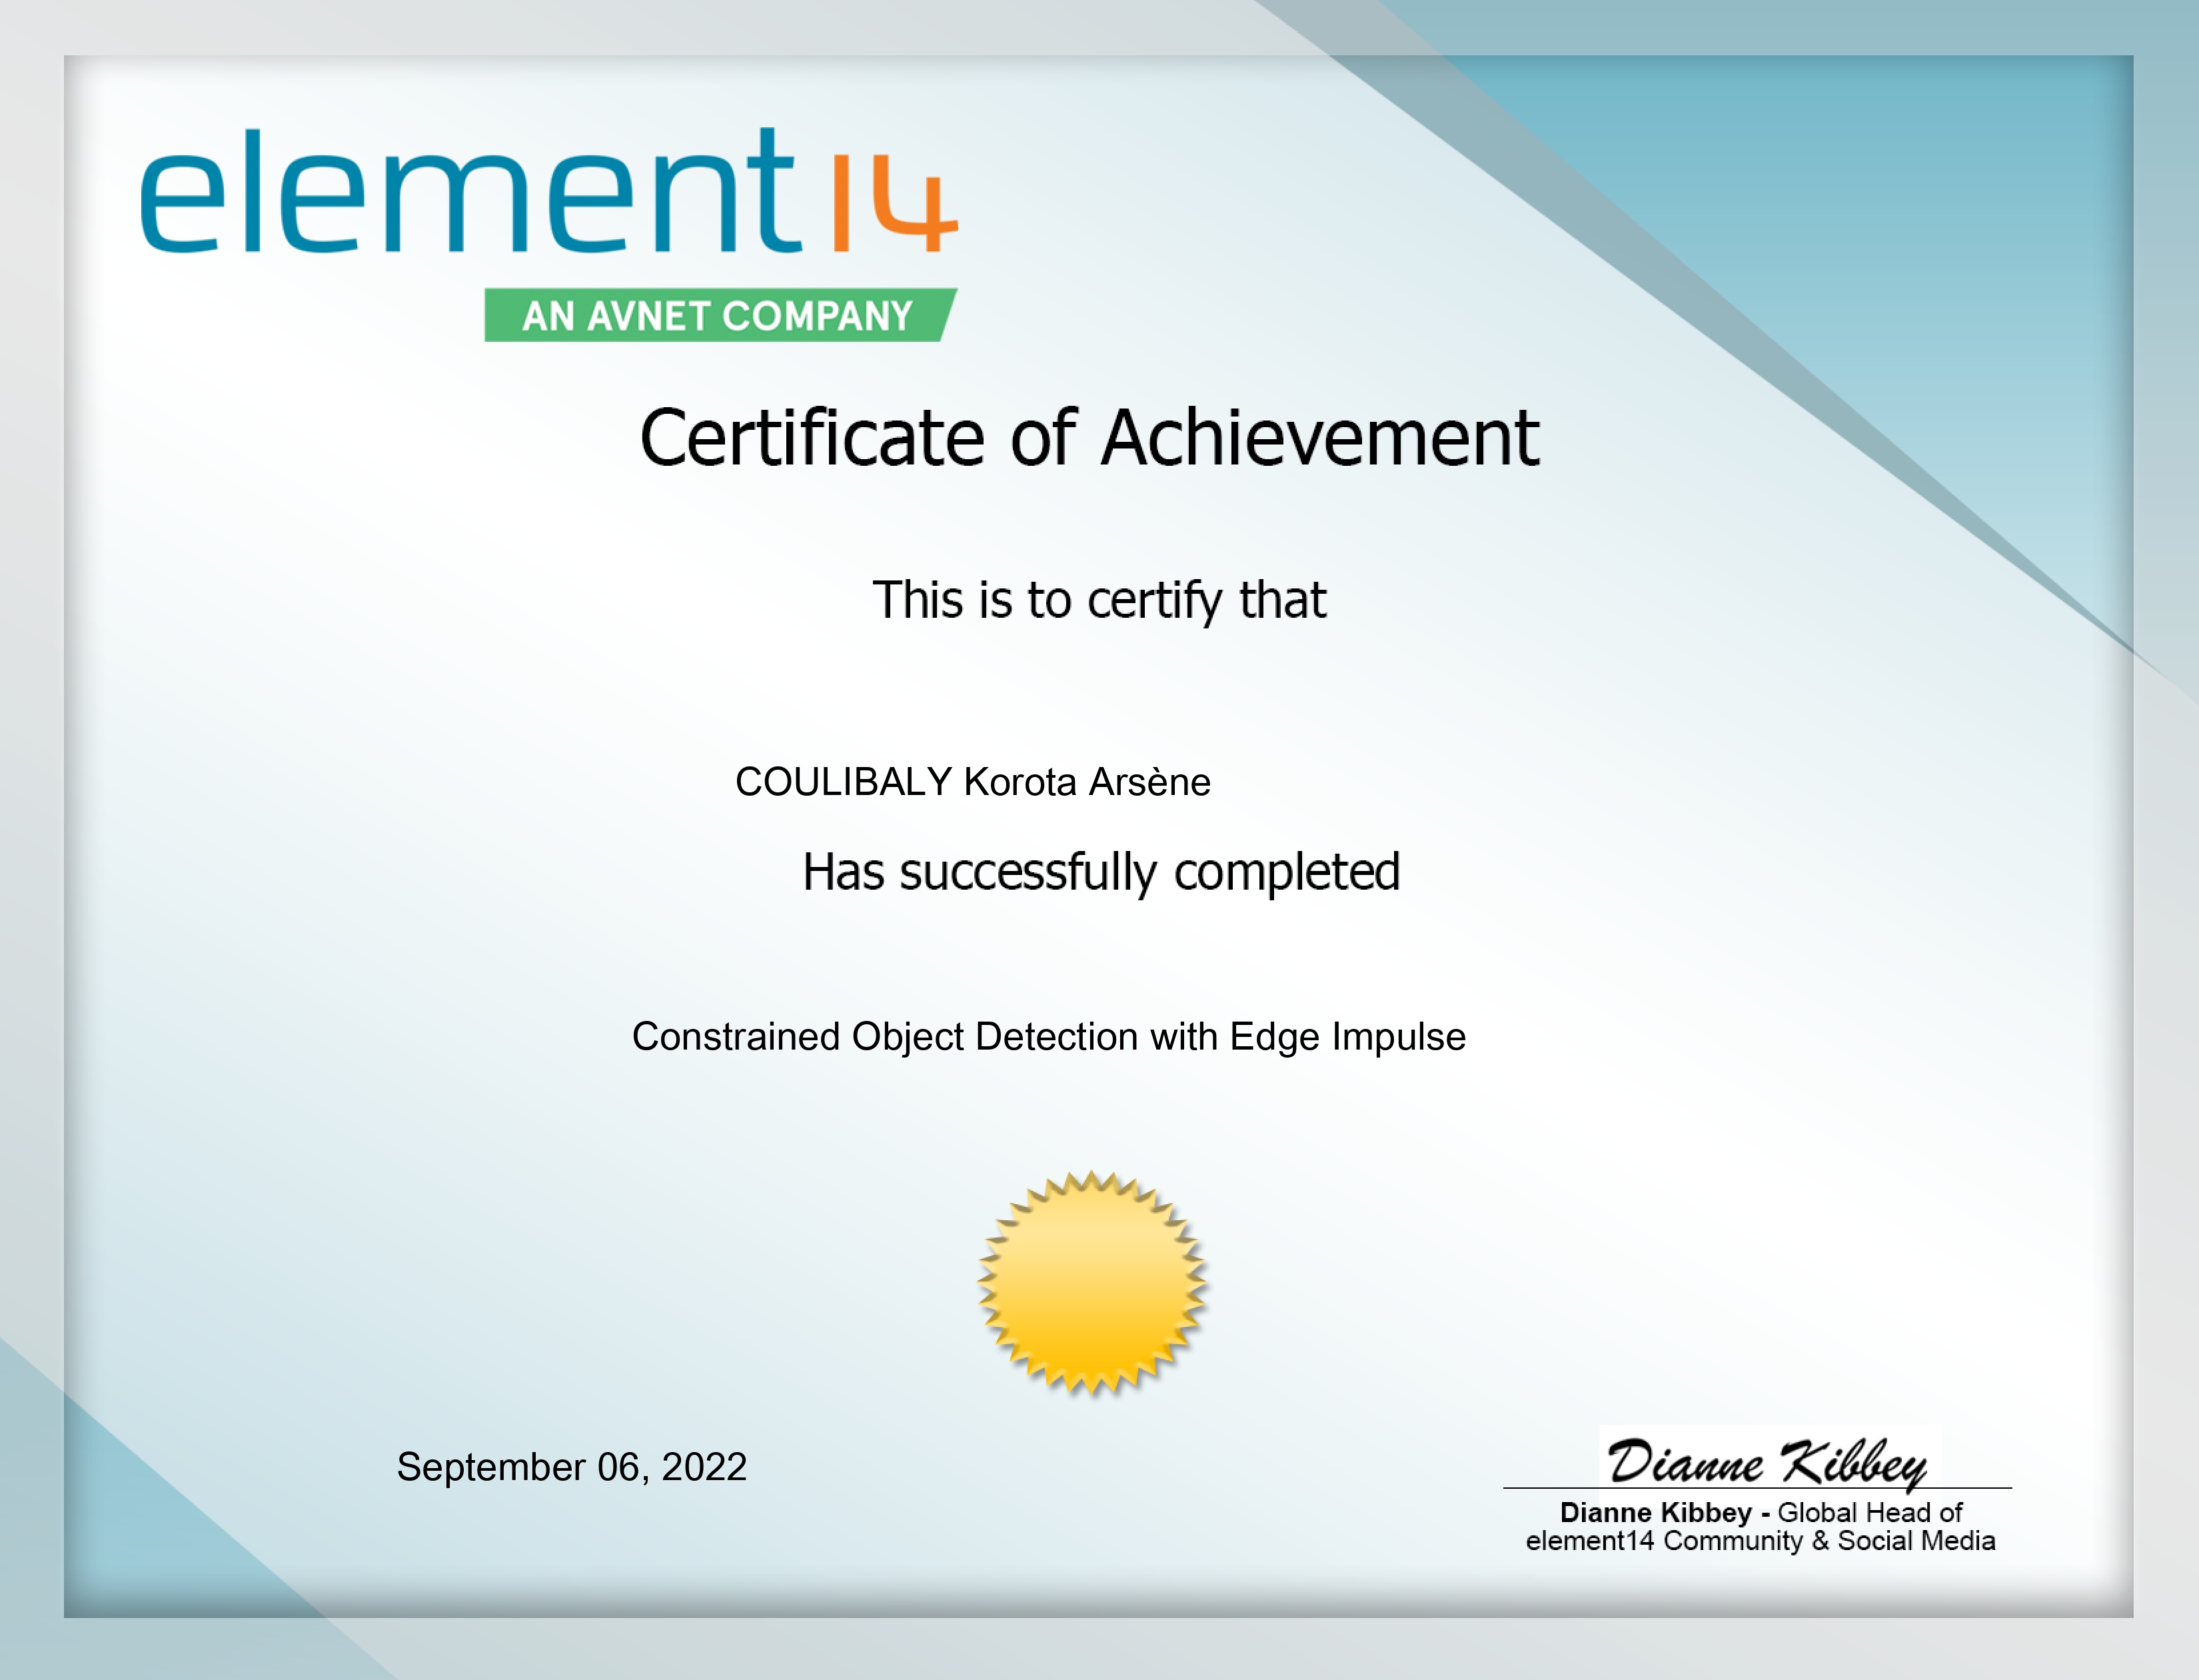 element14
AN AVNET COMPANY
Certificate of Achievement
This is to certify that
COULIBALY Korota Arsène
Has successfully completed
Constrained Object Detection with Edge Impulse
September 06, 2022
Dianne Kibbey
Dianne Kibbey - Global Head of
element14 Community & Social Media